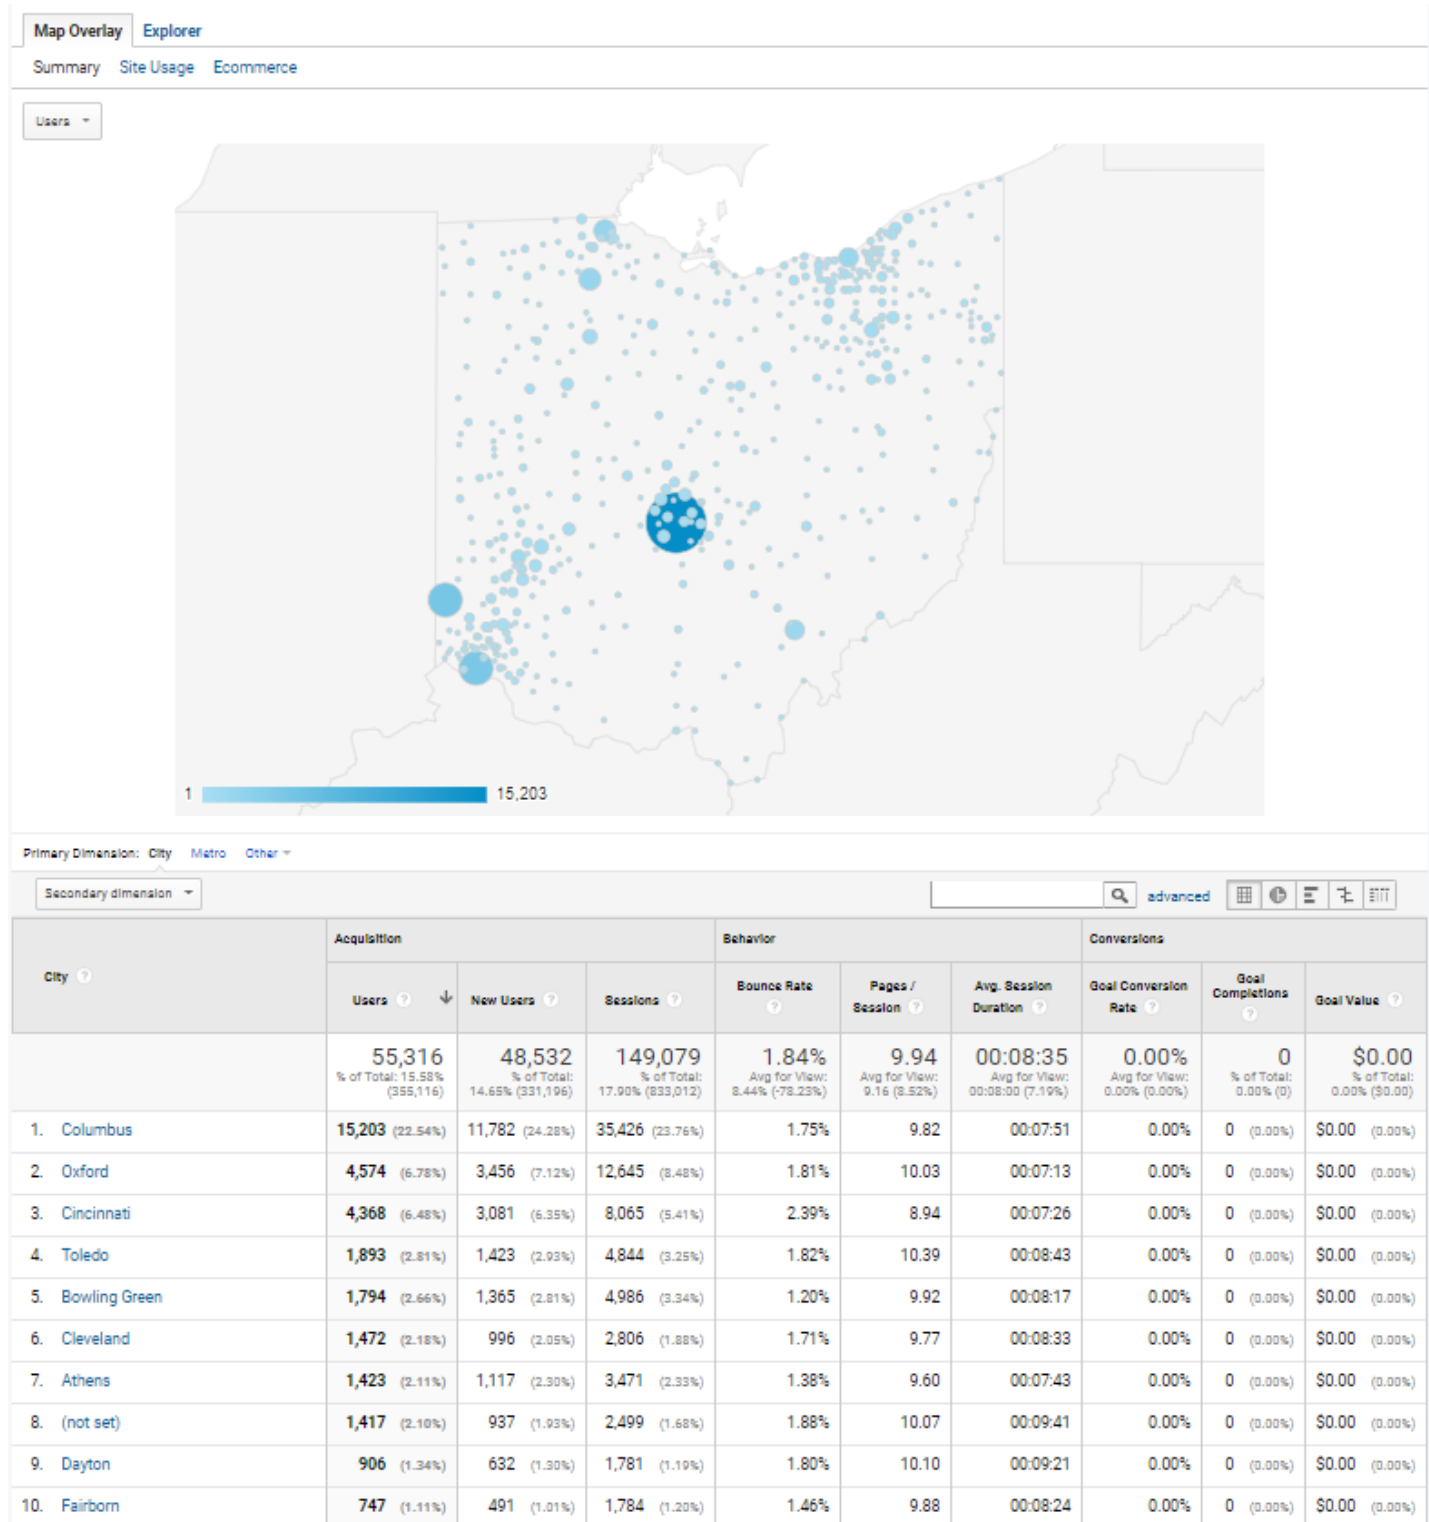 Map Overlay Explorer
Summary Site Usage Ecommerce
Users
1 15,203
Primary Dimension: City Metro Other
Secondary dimension advanced
Acquisition Behavior Conversions
City ? Users ? New Users ? Sessions ? Bounce Rate ? Pages / Session ? Avg. Session Duration ? Goal Conversion Rate ? Goal Completions ? Goal Value ?
55,316 48,532 149,079 1.84% 9.94 00:08:35 0.00% 0 $0.00
% of Total: 15.58% (355,116) % of Total: 14.65% (331,196) % of Total: 17.90% (833,012) Avg for View: 8.44% (-78.23%) Avg for View: 9.16 (8.52%) Avg for View: 00:08:00 (7.19%) Avg for View: 0.00% (0.00%) % of Total: 0.00% (0) % of Total: 0.00% ($0.00)
1. Columbus 15,203 (22.54%) 11,782 (24.28%) 35,426 (23.76%) 1.75% 9.82 00:07:51 0.00% 0 (0.00%) $0.00 (0.00%)
2. Oxford 4,574 (6.78%) 3,456 (7.12%) 12,645 (8.48%) 1.81% 10.03 00:07:13 0.00% 0 (0.00%) $0.00 (0.00%)
3. Cincinnati 4,368 (6.48%) 3,081 (6.35%) 8,065 (5.41%) 2.39% 8.94 00:07:26 0.00% 0 (0.00%) $0.00 (0.00%)
4. Toledo 1,893 (2.81%) 1,423 (2.93%) 4,844 (3.25%) 1.82% 10.39 00:08:43 0.00% 0 (0.00%) $0.00 (0.00%)
5. Bowling Green 1,794 (2.66%) 1,365 (2.81%) 4,986 (3.34%) 1.20% 9.92 00:08:17 0.00% 0 (0.00%) $0.00 (0.00%)
6. Cleveland 1,472 (2.18%) 996 (2.05%) 2,806 (1.88%) 1.71% 9.77 00:08:33 0.00% 0 (0.00%) $0.00 (0.00%)
7. Athens 1,423 (2.11%) 1,117 (2.30%) 3,471 (2.33%) 1.38% 9.60 00:07:43 0.00% 0 (0.00%) $0.00 (0.00%)
8. (not set) 1,417 (2.10%) 937 (1.93%) 2,499 (1.68%) 1.88% 10.07 00:09:41 0.00% 0 (0.00%) $0.00 (0.00%)
9. Dayton 906 (1.34%) 632 (1.30%) 1,781 (1.19%) 1.80% 10.10 00:09:21 0.00% 0 (0.00%) $0.00 (0.00%)
10. Fairborn 747 (1.11%) 491 (1.01%) 1,784 (1.20%) 1.46% 9.88 00:08:24 0.00% 0 (0.00%) $0.00 (0.00%)